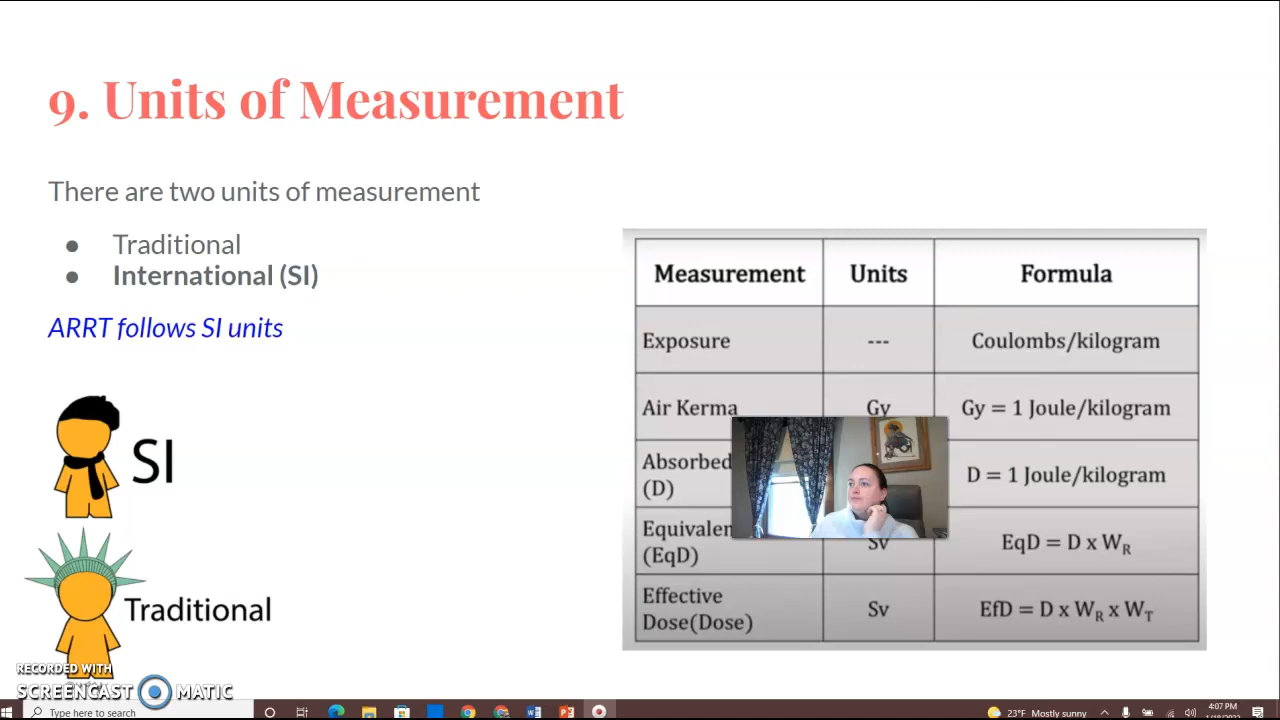 9. Units of Measurement
There are two units of measurement
● Traditional
● International (SI)
ARRT follows SI units
SI
Traditional
Measurement Units Formula
Exposure --- Coulombs/kilogram
Air Kerma Gy Gy = 1 Joule/kilogram
Absorbed
(D) D = 1 Joule/kilogram
(EqD) Sv EqD = D x WR
Effective
Dose(Dose) Sv EfD = D x WR x WT
RECORDED WITH
SCREENCAST MATIC
Type here to search
23°F Mostly sunny
4:07 PM